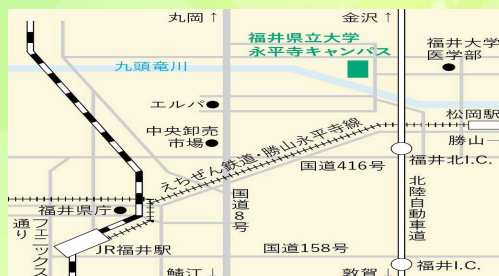 丸岡↑
金沢↑
福井県立大学
永平寺キャンパス
福井大学
医学部
九頭竜川
エルパ
中央卸売
市場
松岡駅
勝山→
えちぜん鉄道・勝山永平寺線
国道416号
福井北I.C.
北陸自動車道
国道8号
福井県庁
フェニックス
通り
JR福井駅
国道158号
鯖江↓
敦賀↓
福井I.C.